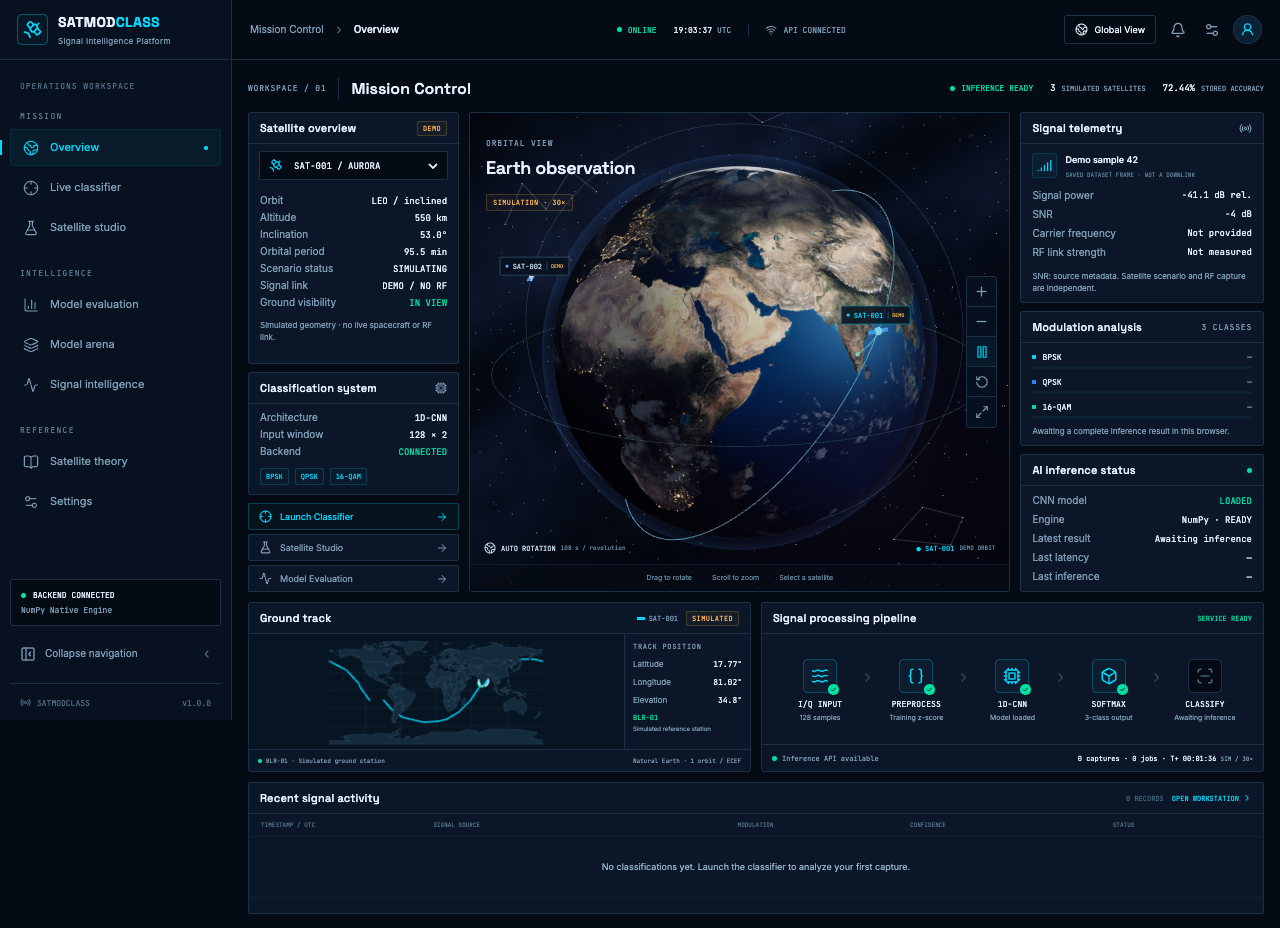 SATMODCLASS
Signal Intelligence Platform
Mission Control > Overview
ONLINE 19:03:37 UTC
API CONNECTED
Global View
OPERATIONS WORKSPACE
MISSION
Overview
Live classifier
Satellite studio
INTELLIGENCE
Model evaluation
Model arena
Signal intelligence
REFERENCE
Satellite theory
Settings
BACKEND CONNECTED
NumPy Native Engine
Collapse navigation
SATMODCLASS v1.0.0
WORKSPACE / 01 Mission Control
INFERENCE READY 3 SIMULATED SATELLITES 72.44% STORED ACCURACY
Satellite overview DEMO
SAT-001 / AURORA
Orbit LEO / inclined
Altitude 550 km
Inclination 53.0°
Orbital period 95.5 min
Scenario status SIMULATING
Signal link DEMO / NO RF
Ground visibility IN VIEW
Simulated geometry · no live spacecraft or RF
link.
Classification system
Architecture 1D-CNN
Input window 128 × 2
Backend CONNECTED
BPSK QPSK 16-QAM
Launch Classifier →
Satellite Studio →
Model Evaluation →
ORBITAL VIEW
Earth observation
SIMULATION · 30×
SAT-002 DEMO
SAT-001 DEMO
AUTO ROTATION 108 s / revolution
SAT-001 DEMO ORBIT
Drag to rotate · Scroll to zoom · Select a satellite
Signal telemetry
Demo sample 42
SAVED DATASET FRAME · NOT A DOWNLINK
Signal power -41.1 dB rel.
SNR -4 dB
Carrier frequency Not provided
RF link strength Not measured
SNR: source metadata. Satellite scenario and RF capture
are independent.
Modulation analysis 3 CLASSES
BPSK —
QPSK —
16-QAM —
Awaiting a complete inference result in this browser.
AI inference status
CNN model LOADED
Engine NumPy · READY
Latest result Awaiting inference
Last latency —
Last inference —
Ground track SAT-001 SIMULATED
TRACK POSITION
Latitude 17.77°
Longitude 81.02°
Elevation 34.8°
BLR-01
Simulated reference station
BLR-01 · Simulated ground station Natural Earth · 1 orbit / ECEF
Signal processing pipeline SERVICE READY
I/Q INPUT
128 samples
PREPROCESS
Training z-score
1D-CNN
Model loaded
SOFTMAX
3-class output
CLASSIFY
Awaiting inference
Inference API available 0 captures · 0 jobs · T+ 00:01:36 SIM / 30×
Recent signal activity 0 RECORDS OPEN WORKSTATION >
TIMESTAMP / UTC SIGNAL SOURCE MODULATION CONFIDENCE STATUS
No classifications yet. Launch the classifier to analyze your first capture.